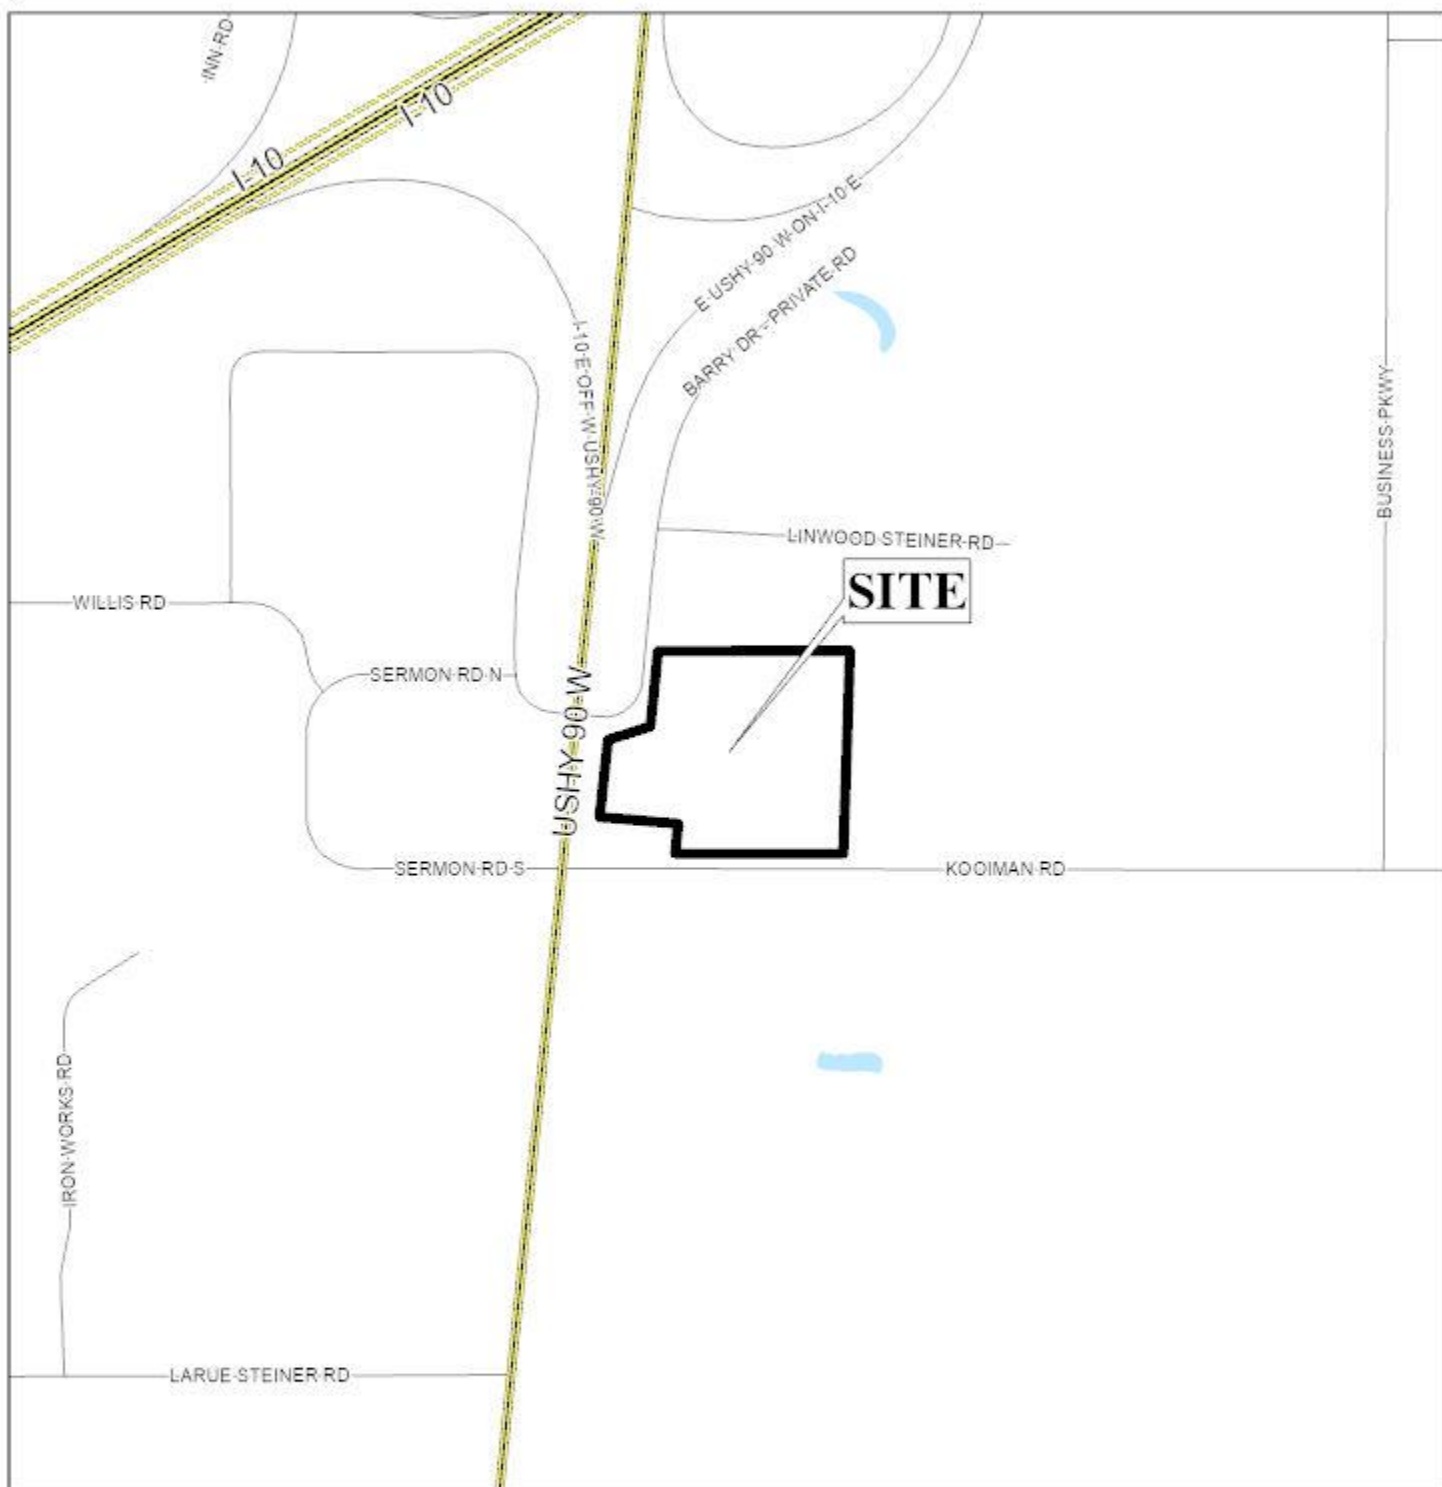 INN RD
I-10
I-10
E USHY 90 W ON I-10 E
BARRY DR - PRIVATE RD
I-10 E OFF W USHY 90 W
BUSINESS PKWY
LINWOOD STEINER RD
SITE
WILLIS RD
SERMON RD N
USHY 90 W
SERMON RD S
KOOIMAN RD
IRON WORKS RD
LARUE STEINER RD